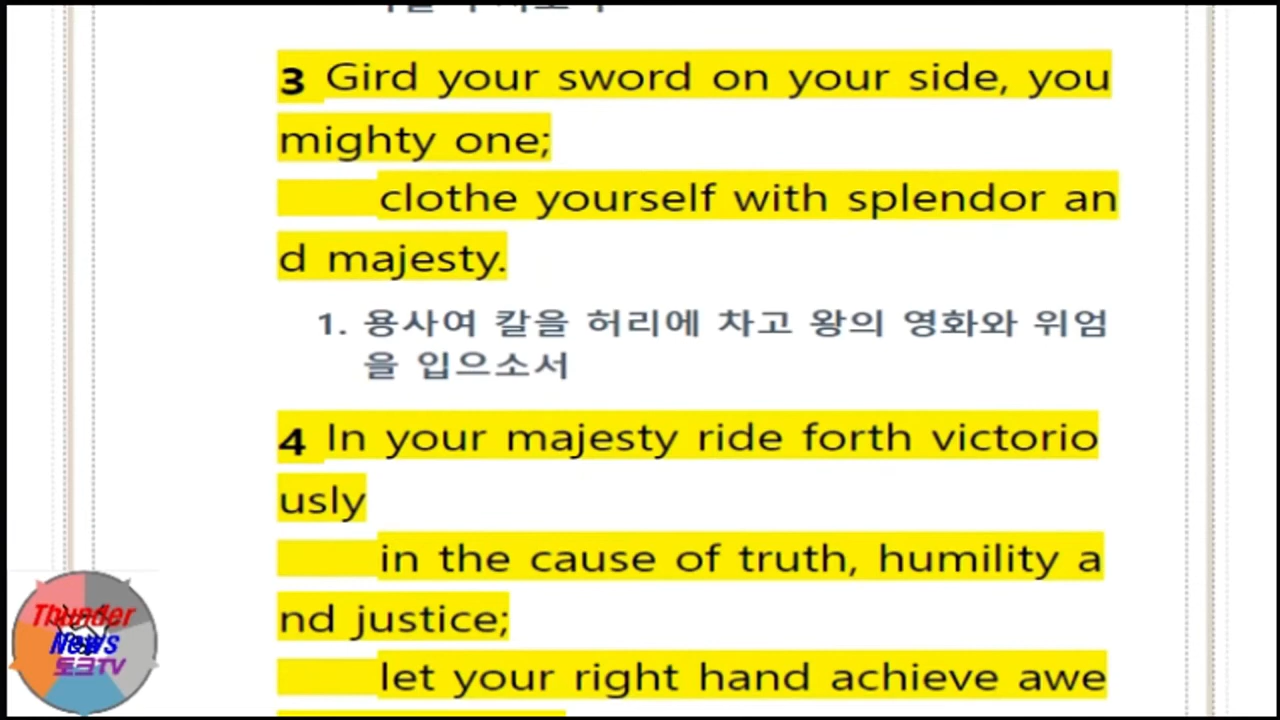 3 Gird your sword on your side, you
mighty one;
clothe yourself with splendor an
d majesty.
1. 용사여 칼을 허리에 차고 왕의 영화와 위엄
을 입으소서
4 In your majesty ride forth victorio
usly
in the cause of truth, humility a
nd justice;
let your right hand achieve awe
Thunder
News
토크TV